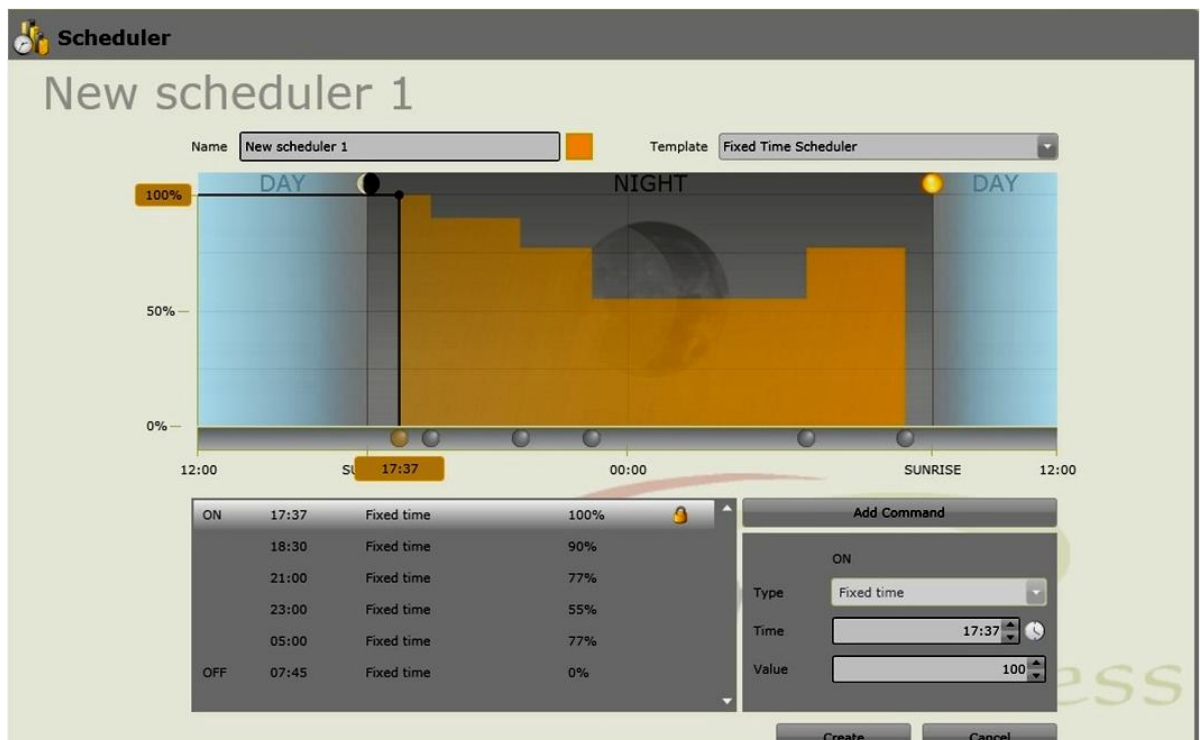 Scheduler
New scheduler 1
Name New scheduler 1 Template Fixed Time Scheduler
DAY NIGHT DAY
100%
50%
0%
12:00 SU 17:37 00:00 SUNRISE 12:00
ON 17:37 Fixed time 100%
18:30 Fixed time 90%
21:00 Fixed time 77%
23:00 Fixed time 55%
05:00 Fixed time 77%
OFF 07:45 Fixed time 0%
Add Command
ON
Type Fixed time
Time 17:37
Value 100
ess
Create Cancel